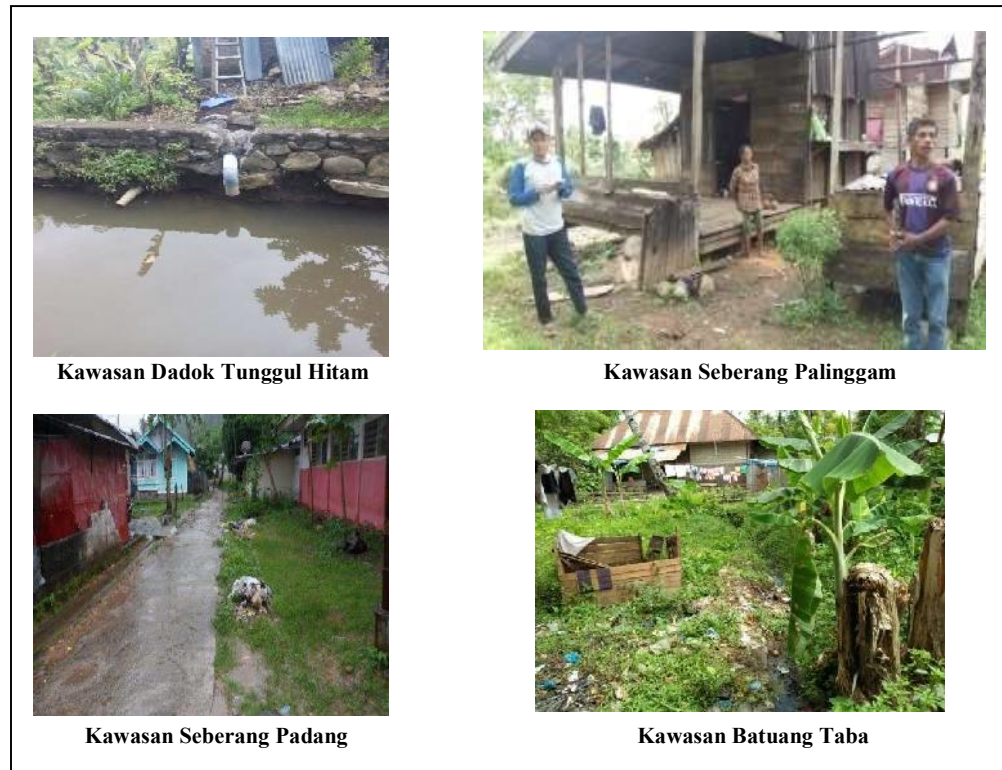 Kawasan Dadok Tunggul Hitam
Kawasan Seberang Palinggam
Kawasan Seberang Padang
Kawasan Batuang Taba